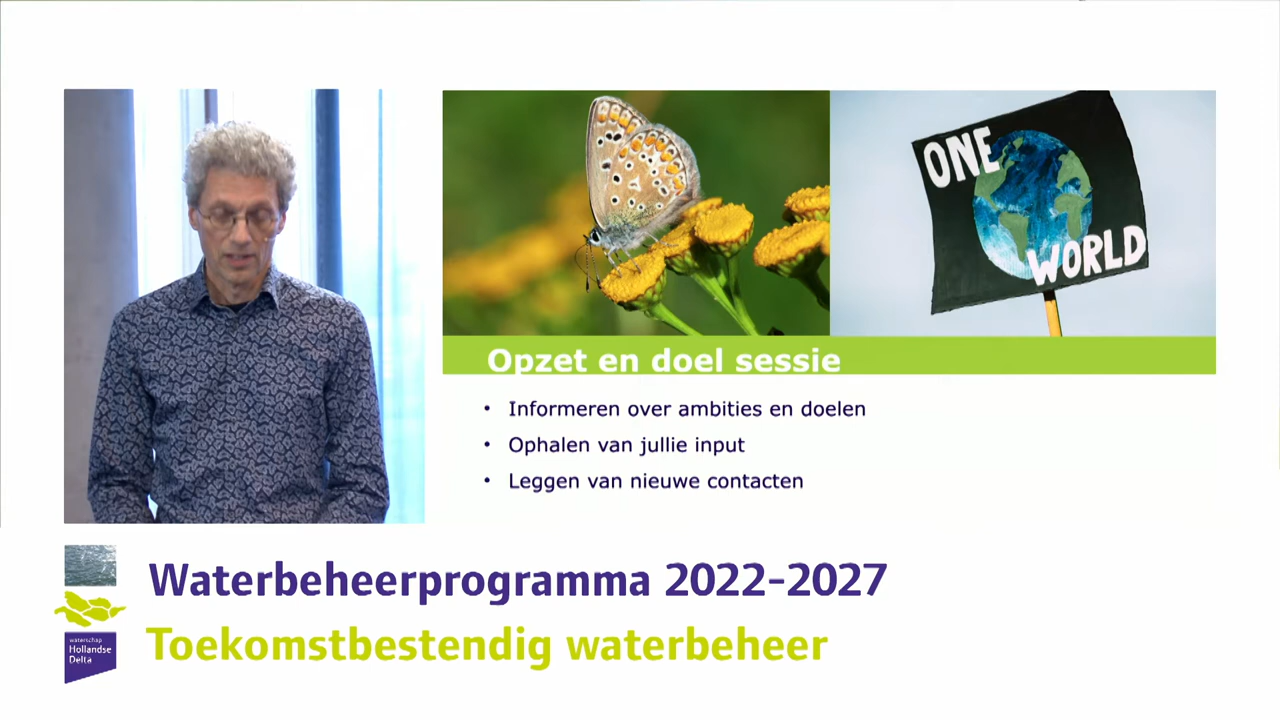 ONE
WORLD
Opzet en doel sessie
• Informeren over ambities en doelen
• Ophalen van jullie input
• Leggen van nieuwe contacten
Waterbeheerprogramma 2022-2027
Toekomstbestendig waterbeheer
waterschap
Hollandse
Delta